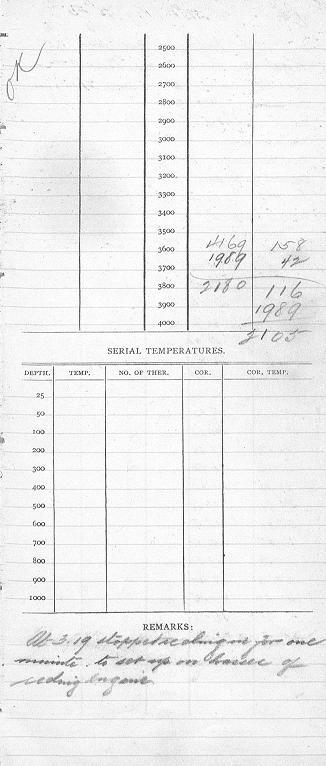 OK
2500
2600
2700
2800
2900
3000
3100
3200
3300
3400
3500
3600 4169 158
3700 1989 42
3800 2180 116
3900 1989
4000 2105
SERIAL TEMPERATURES.
DEPTH. TEMP. NO. OF THER. COR. COR. TEMP.
25
50
100
200
300
400
500
600
700
800
900
1000
REMARKS:
At 3.19 stopped reeling in for one
minute to set up on of
reeling engine